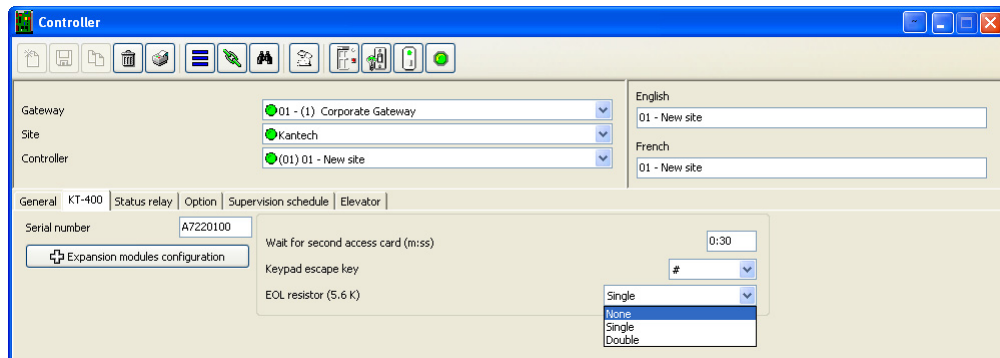 Controller
Gateway
01 - (1) Corporate Gateway
Site
Kantech
Controller
(01) 01 - New site
English
01 - New site
French
01 - New site
General KT-400 Status relay Option Supervision schedule Elevator
Serial number A7220100
Expansion modules configuration
Wait for second access card (m:ss) 0:30
Keypad escape key #
EOL resistor (5.6 K) Single
None
Single
Double